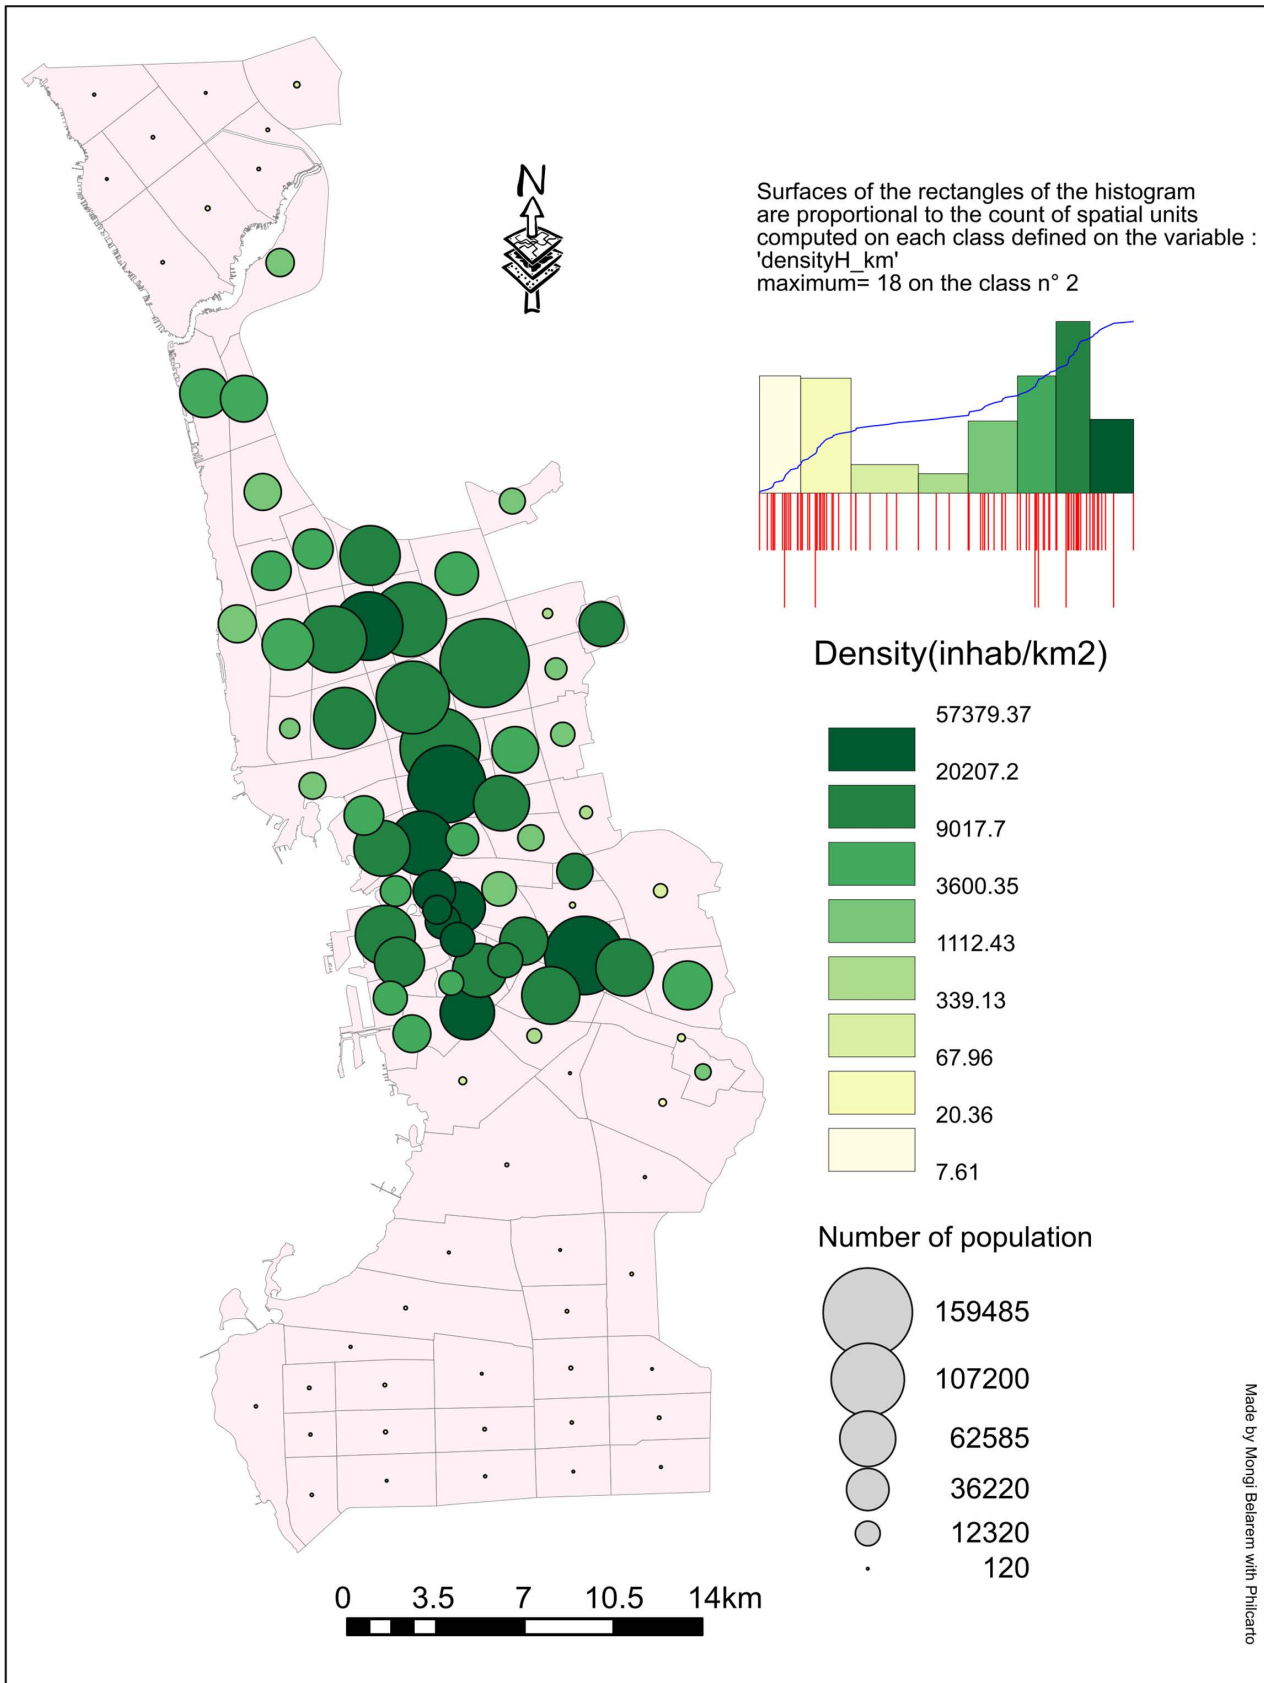 N
Surfaces of the rectangles of the histogram
are proportional to the count of spatial units
computed on each class defined on the variable :
'densityH_km'
maximum= 18 on the class n° 2
Density(inhab/km2)
57379.37
20207.2
9017.7
3600.35
1112.43
339.13
67.96
20.36
7.61
Number of population
159485
107200
62585
36220
12320
120
0 3.5 7 10.5 14km
Made by Mongi Belarem with Philcarto